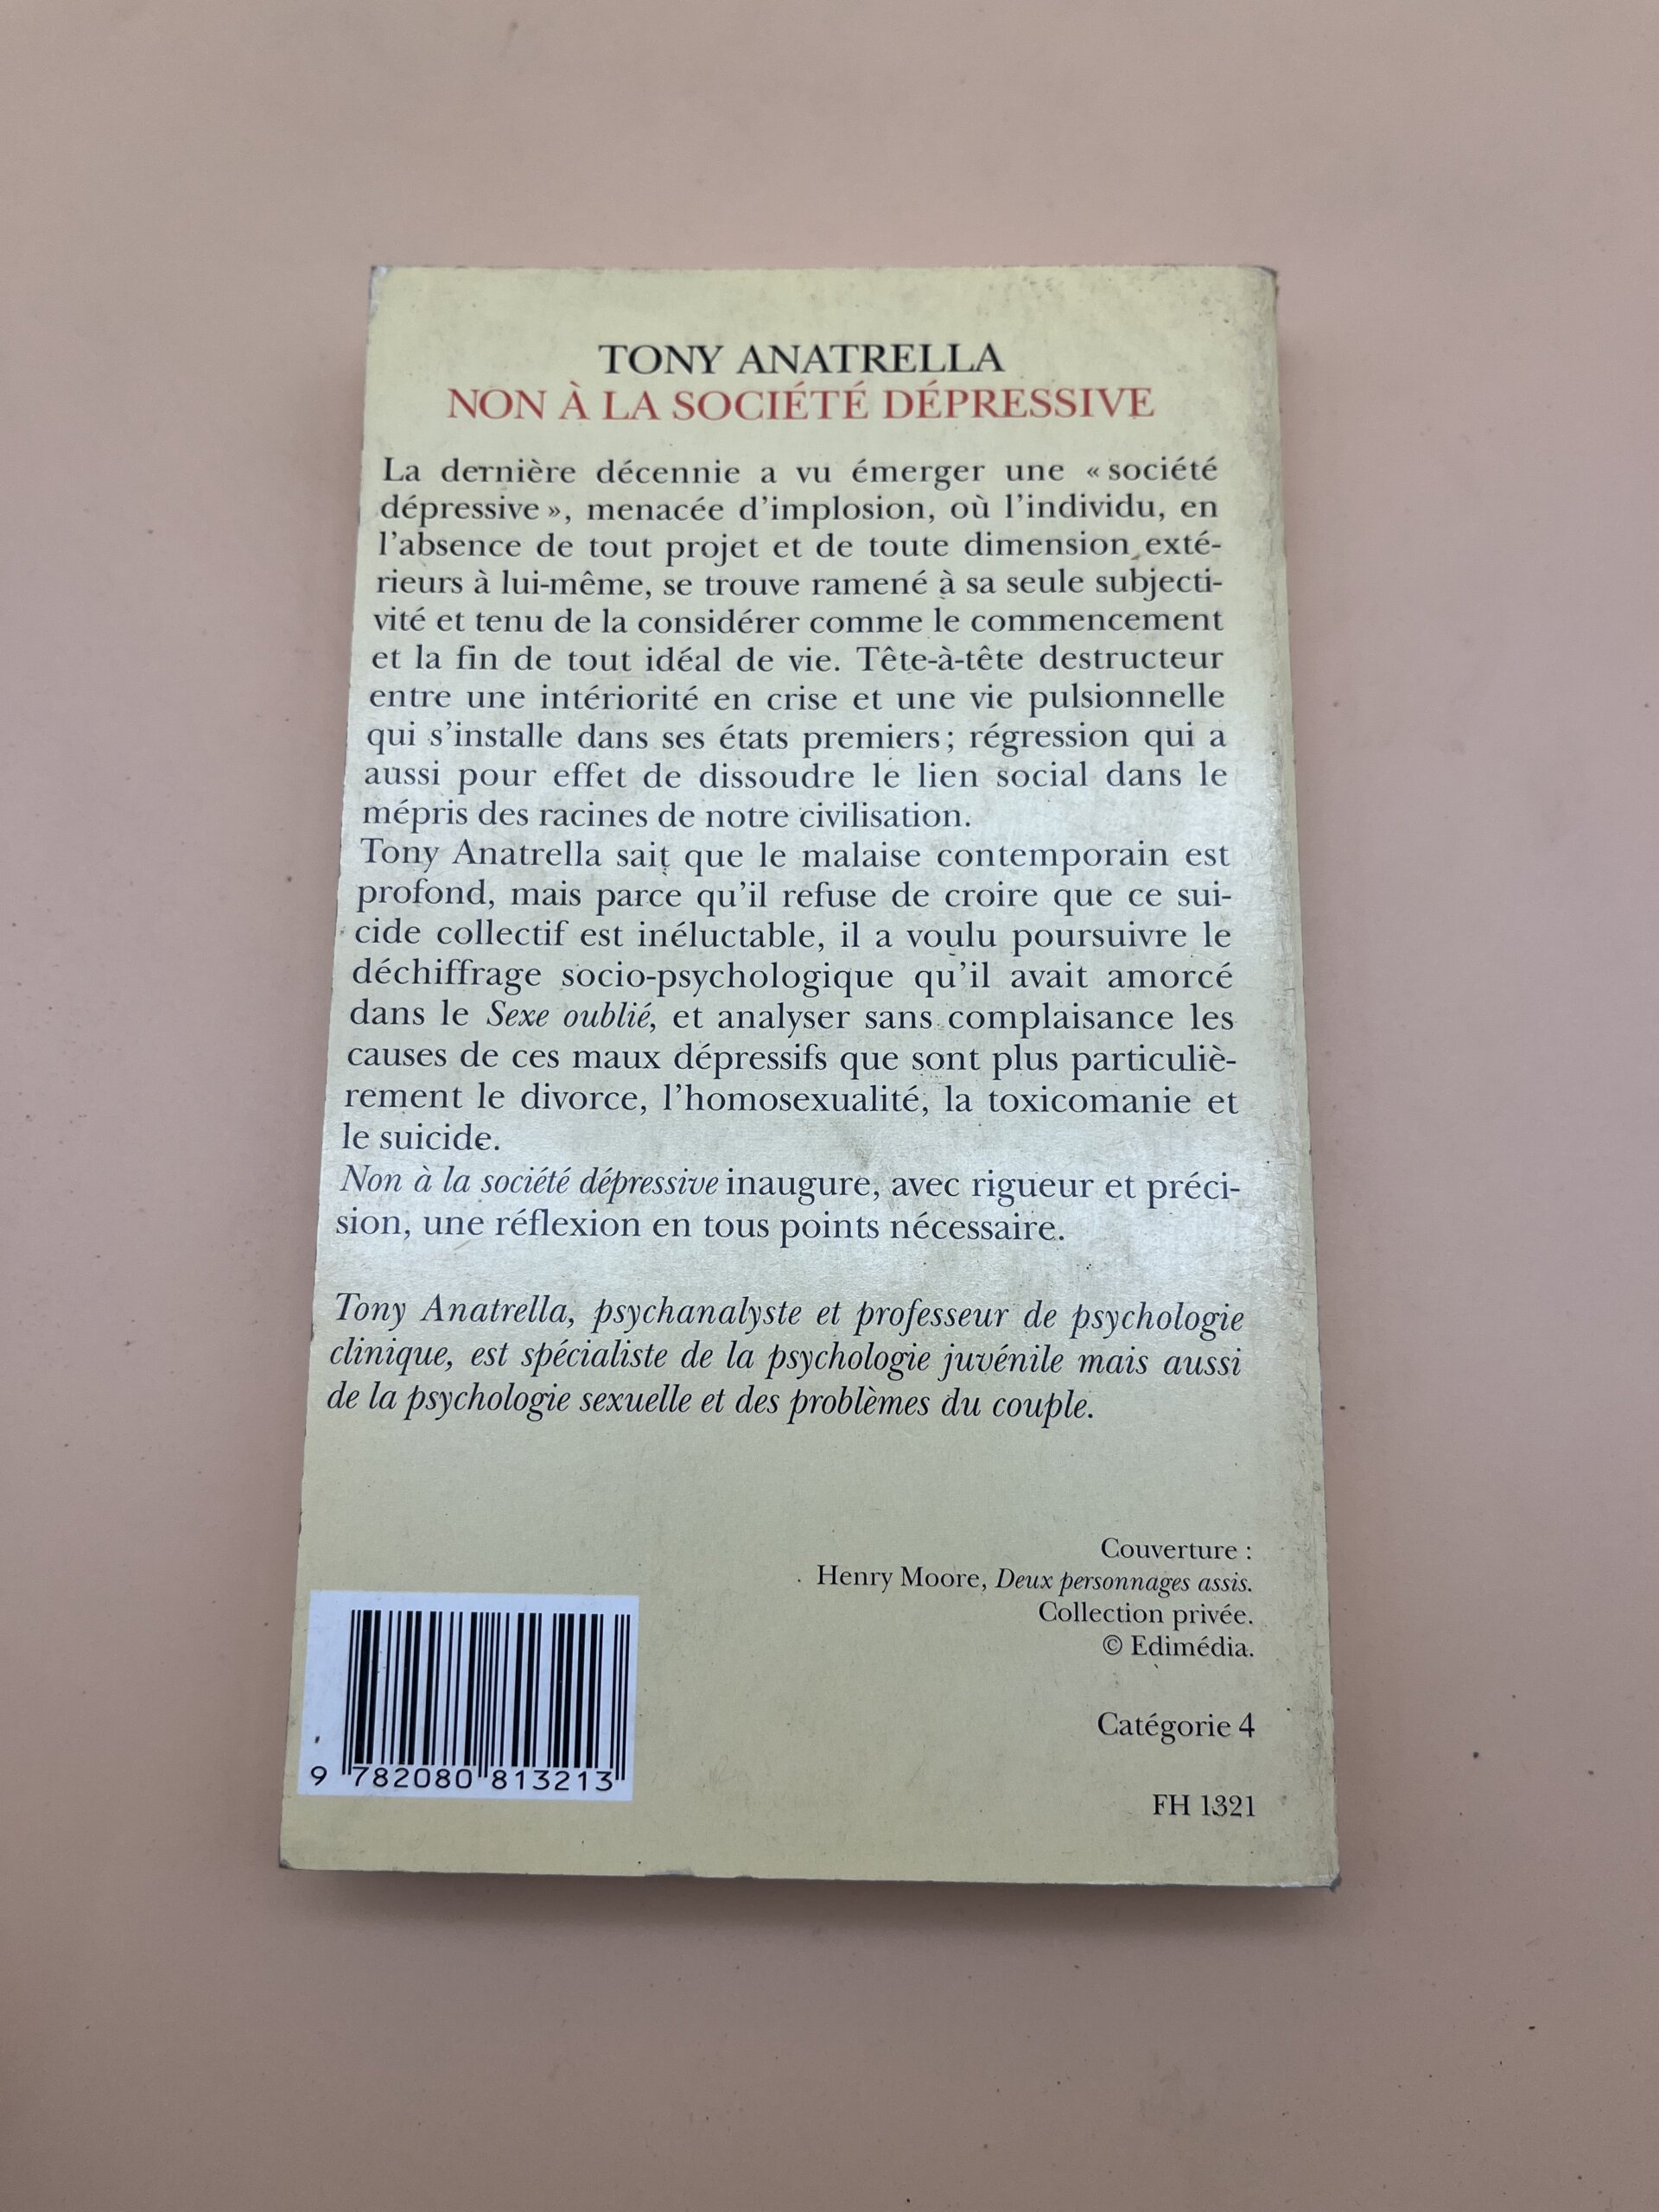 TONY ANATRELLA
NON À LA SOCIÉTÉ DÉPRESSIVE
La dernière décennie a vu émerger une « société
dépressive », menacée d'implosion, où l'individu, en
l'absence de tout projet et de toute dimension exté-
rieurs à lui-même, se trouve ramené à sa seule subjecti-
vité et tenu de la considérer comme le commencement
et la fin de tout idéal de vie. Tête-à-tête destructeur
entre une intériorité en crise et une vie pulsionnelle
qui s'installe dans ses états premiers ; régression qui a
aussi pour effet de dissoudre le lien social dans le
mépris des racines de notre civilisation.
Tony Anatrella sait que le malaise contemporain est
profond, mais parce qu'il refuse de croire que ce sui-
cide collectif est inéluctable, il a voulu poursuivre le
déchiffrage socio-psychologique qu'il avait amorcé
dans le Sexe oublié, et analyser sans complaisance les
causes de ces maux dépressifs que sont plus particuliè-
rement le divorce, l'homosexualité, la toxicomanie et
le suicide.
Non à la société dépressive inaugure, avec rigueur et préci-
sion, une réflexion en tous points nécessaire.
Tony Anatrella, psychanalyste et professeur de psychologie
clinique, est spécialiste de la psychologie juvénile mais aussi
de la psychologie sexuelle et des problèmes du couple.
Couverture :
Henry Moore, Deux personnages assis.
Collection privée.
© Edimédia.
Catégorie 4
FH 1321
9 782080 813213